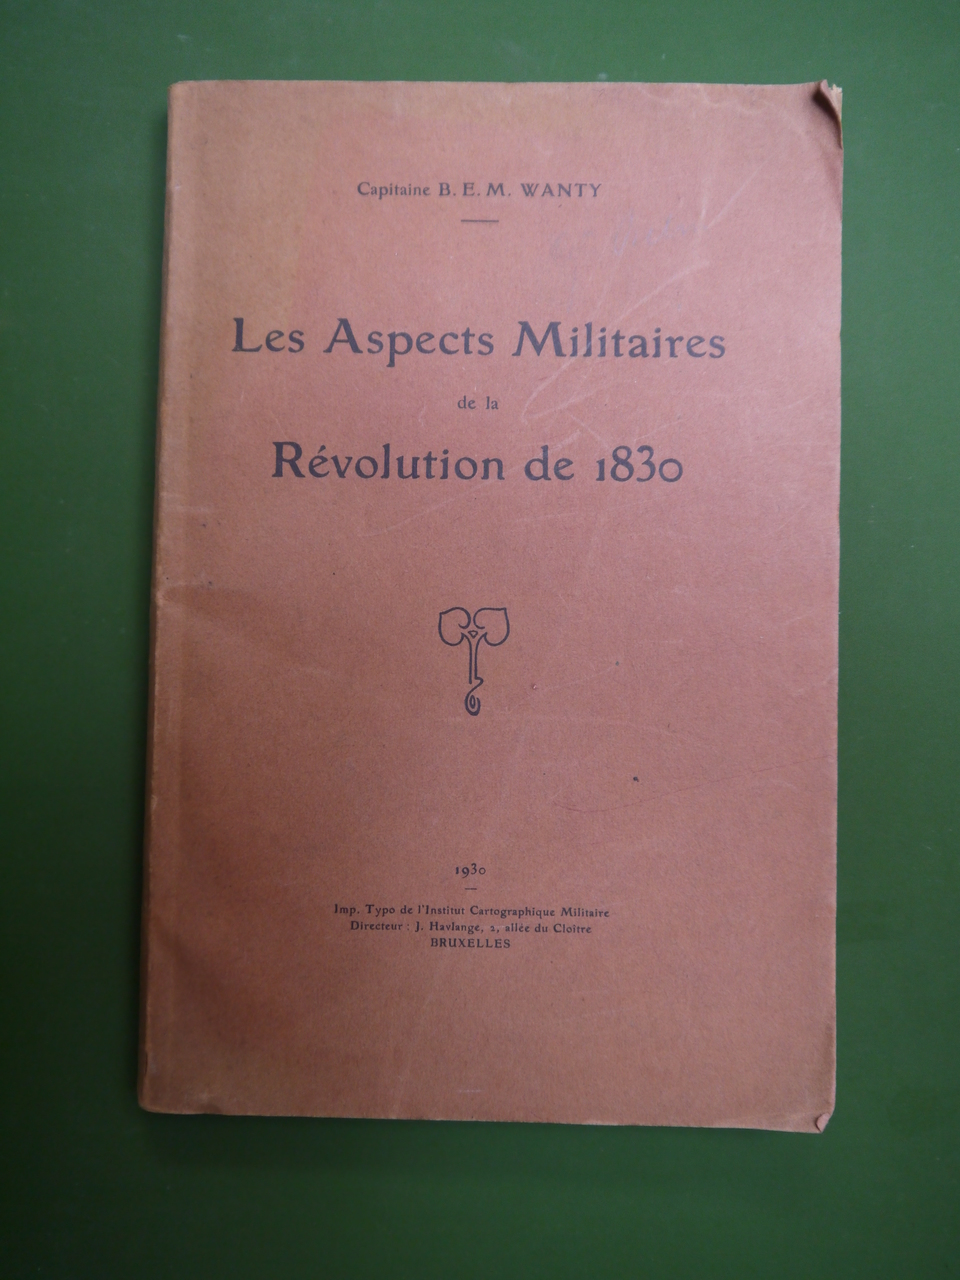 Capitaine B. E. M. WANTY
Les Aspects Militaires
de la
Révolution de 1830
1930
Imp. Typo de l'Institut Cartographique Militaire
Directeur : J. Havlange, 2, allée du Cloître
BRUXELLES